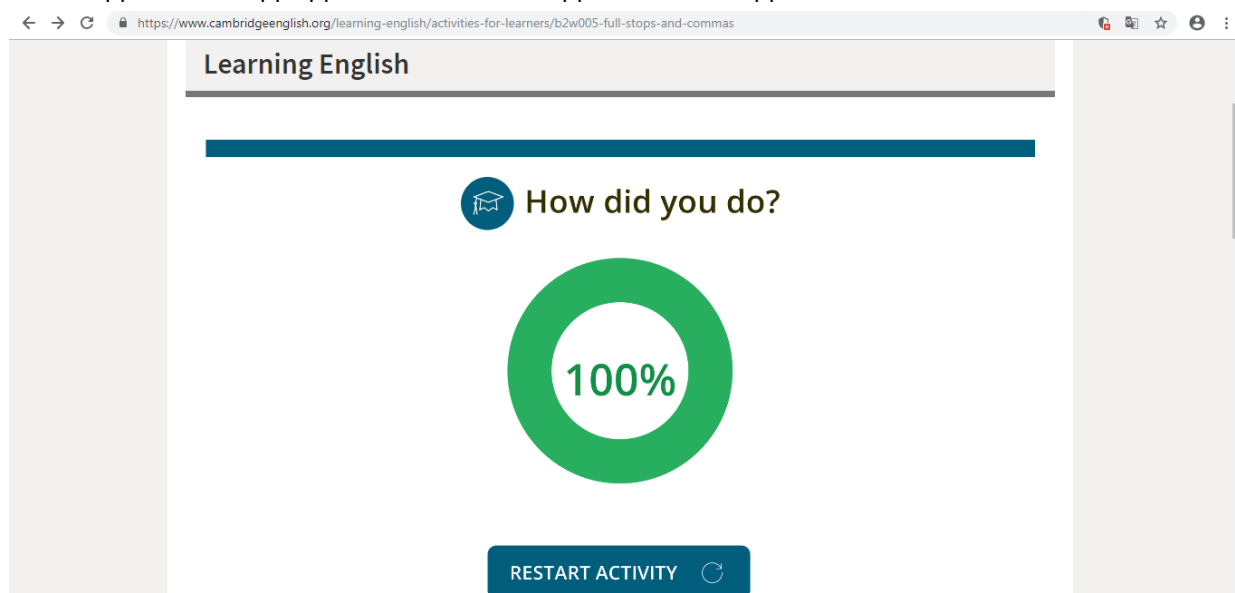 https://www.cambridgeenglish.org/learning-english/activities-for-learners/b2w005-full-stops-and-commas
Learning English
How did you do?
100%
RESTART ACTIVITY